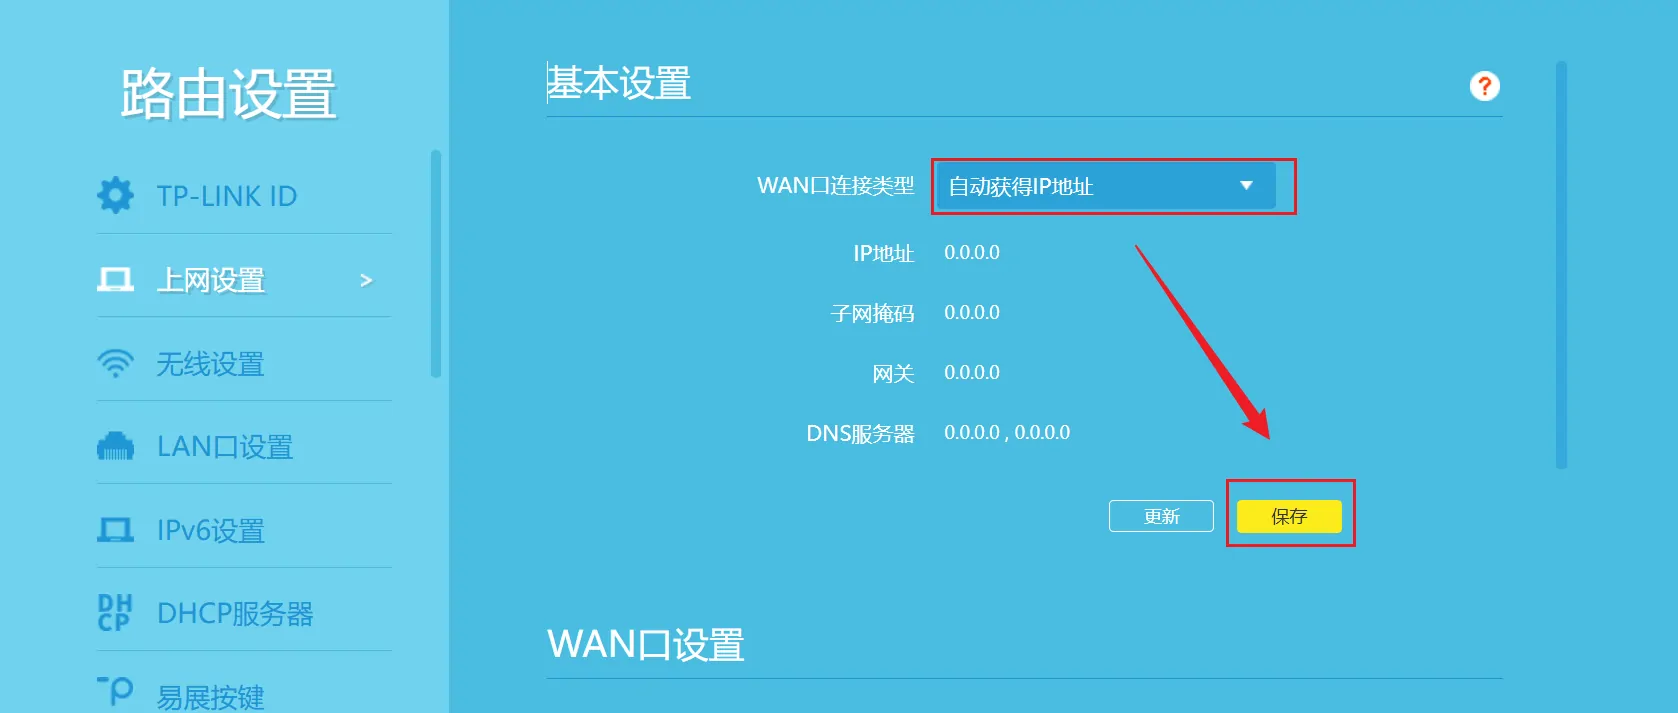 路由设置
TP-LINK ID
上网设置 >
无线设置
LAN口设置
IPv6设置
DHCP DHCP服务器
易展按键
基本设置
?
WAN口连接类型 自动获得IP地址
IP地址 0.0.0.0
子网掩码 0.0.0.0
网关 0.0.0.0
DNS服务器 0.0.0.0 , 0.0.0.0
更新 保存
WAN口设置